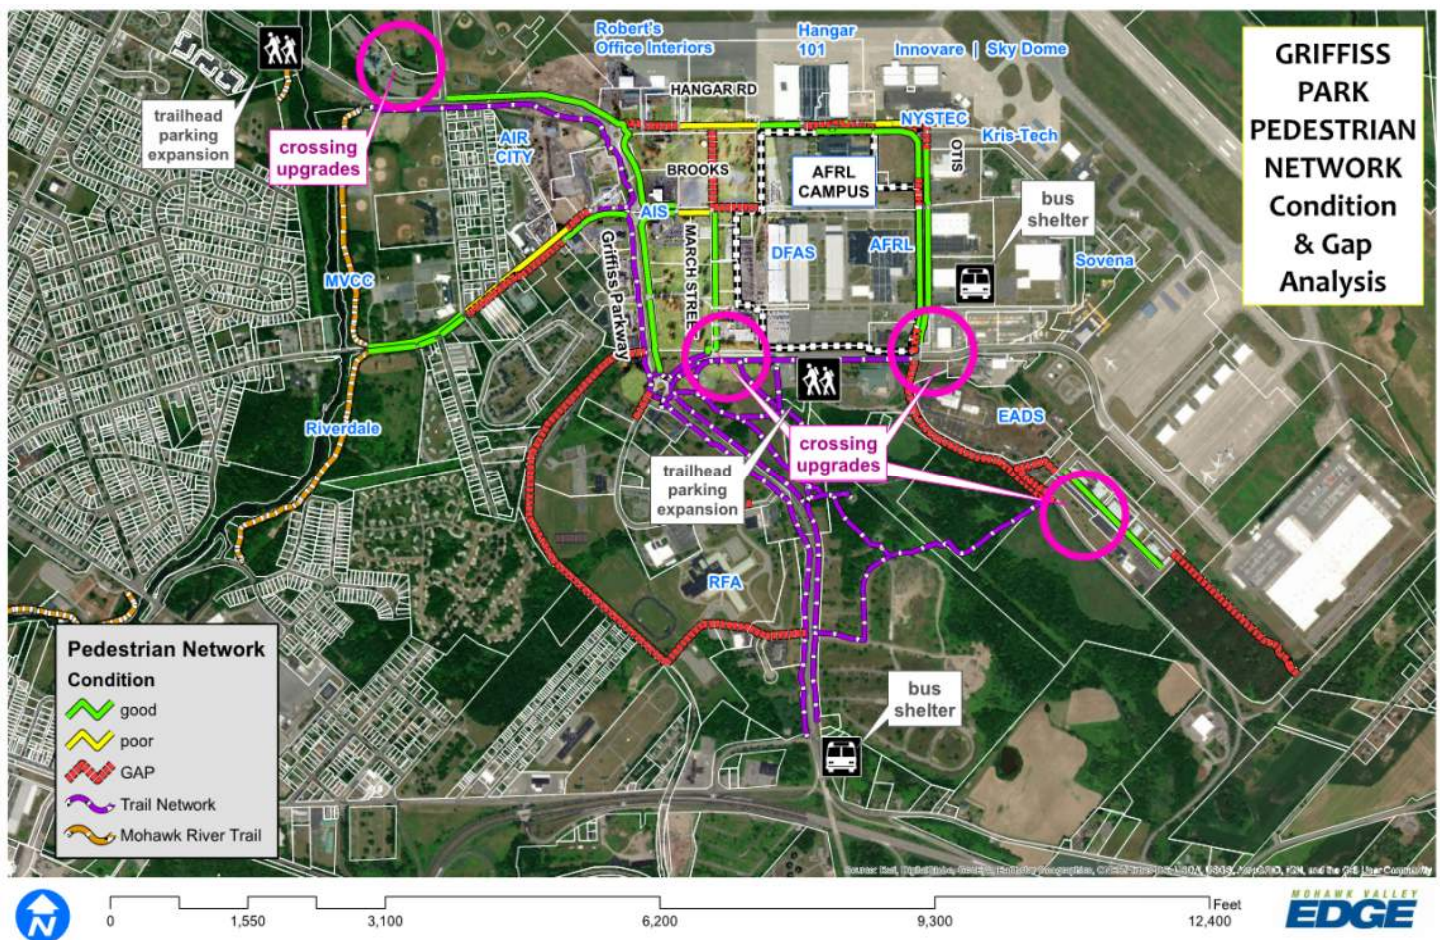 GRIFFISS
PARK
PEDESTRIAN
NETWORK
Condition
& Gap
Analysis
Robert's
Office Interiors
Hangar
101
Innovare | Sky Dome
HANGAR RD
trailhead
parking
expansion
crossing
upgrades
AIR
CITY
NYSTEC
Kris-Tech
OTIS
BROOKS
AFRL
CAMPUS
bus
shelter
AIS
MARCH STREE
Griffiss Parkway
DFAS
AFRL
Sovena
MVCC
Riverdale
EADS
crossing
upgrades
trailhead
parking
expansion
RFA
bus
shelter
Pedestrian Network
Condition
good
poor
GAP
Trail Network
Mohawk River Trail
N
0 1,550 3,100 6,200 9,300 12,400
Feet
MOHAWK VALLEY
EDGE